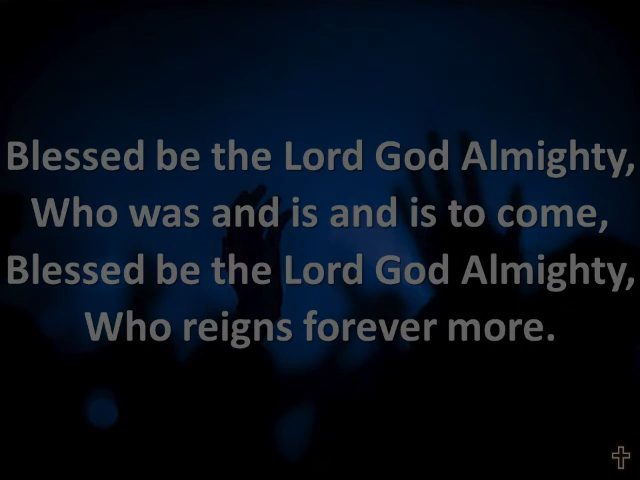 Blessed be the Lord God Almighty,
Who was and is and is to come,
Blessed be the Lord God Almighty,
Who reigns forever more.